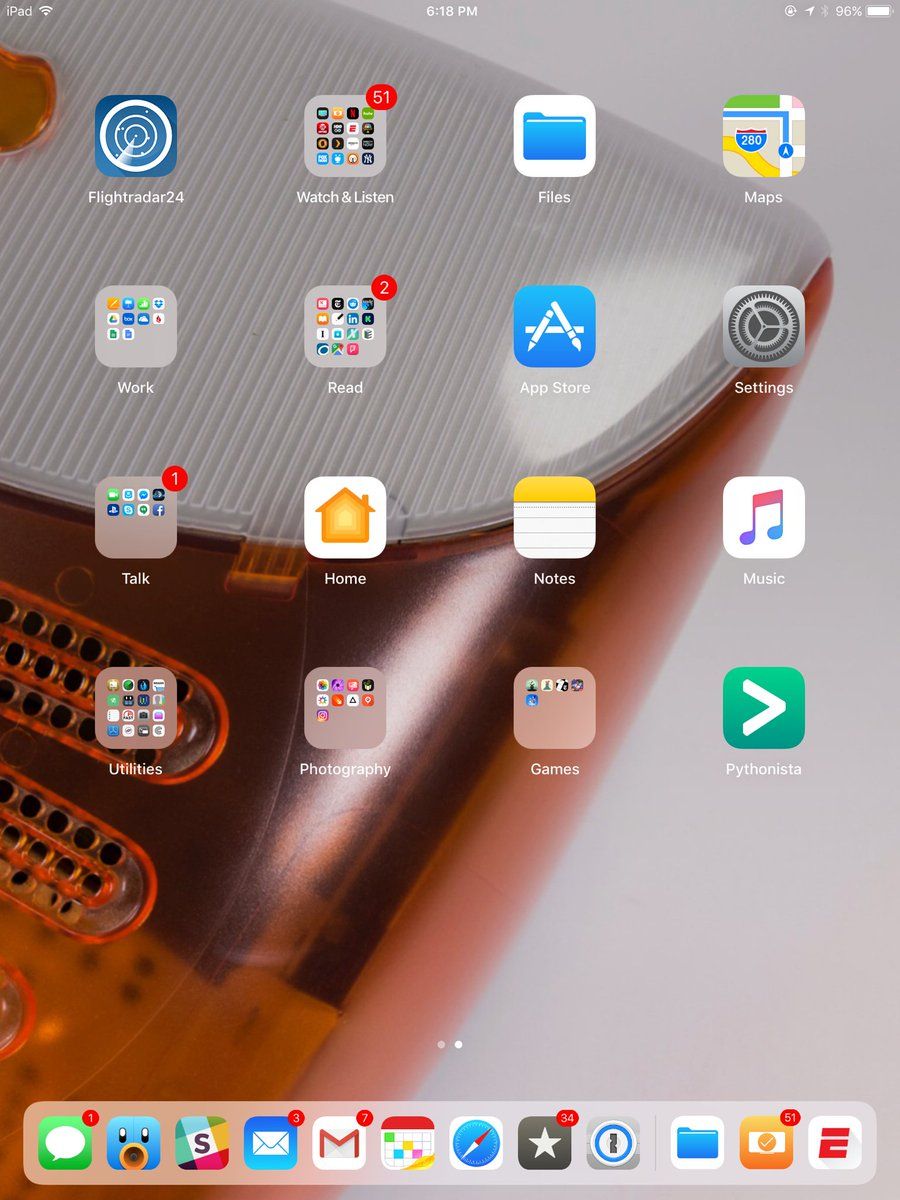 iPad 6:18 PM 96%
51
280
Flightradar24 Watch & Listen Files Maps
2
Work Read App Store Settings
1
Talk Home Notes Music
Utilities Photography Games Pythonista
1 3 7 34 51
S